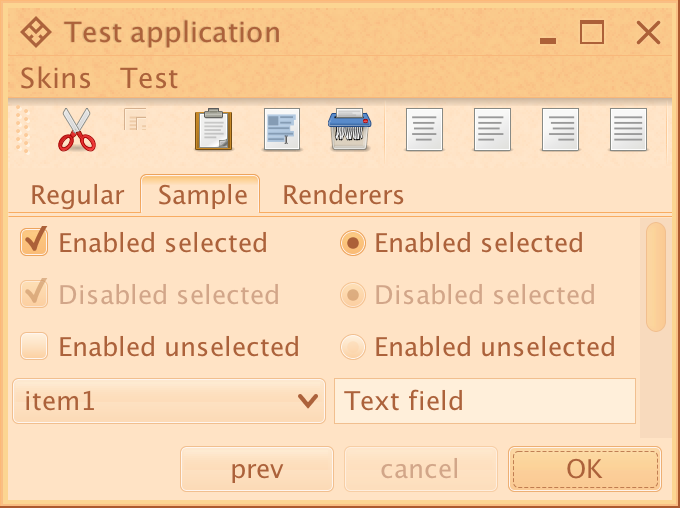 Test application
Skins Test
Regular Sample Renderers
Enabled selected Enabled selected
Disabled selected Disabled selected
Enabled unselected Enabled unselected
item1 Text field
prev cancel OK